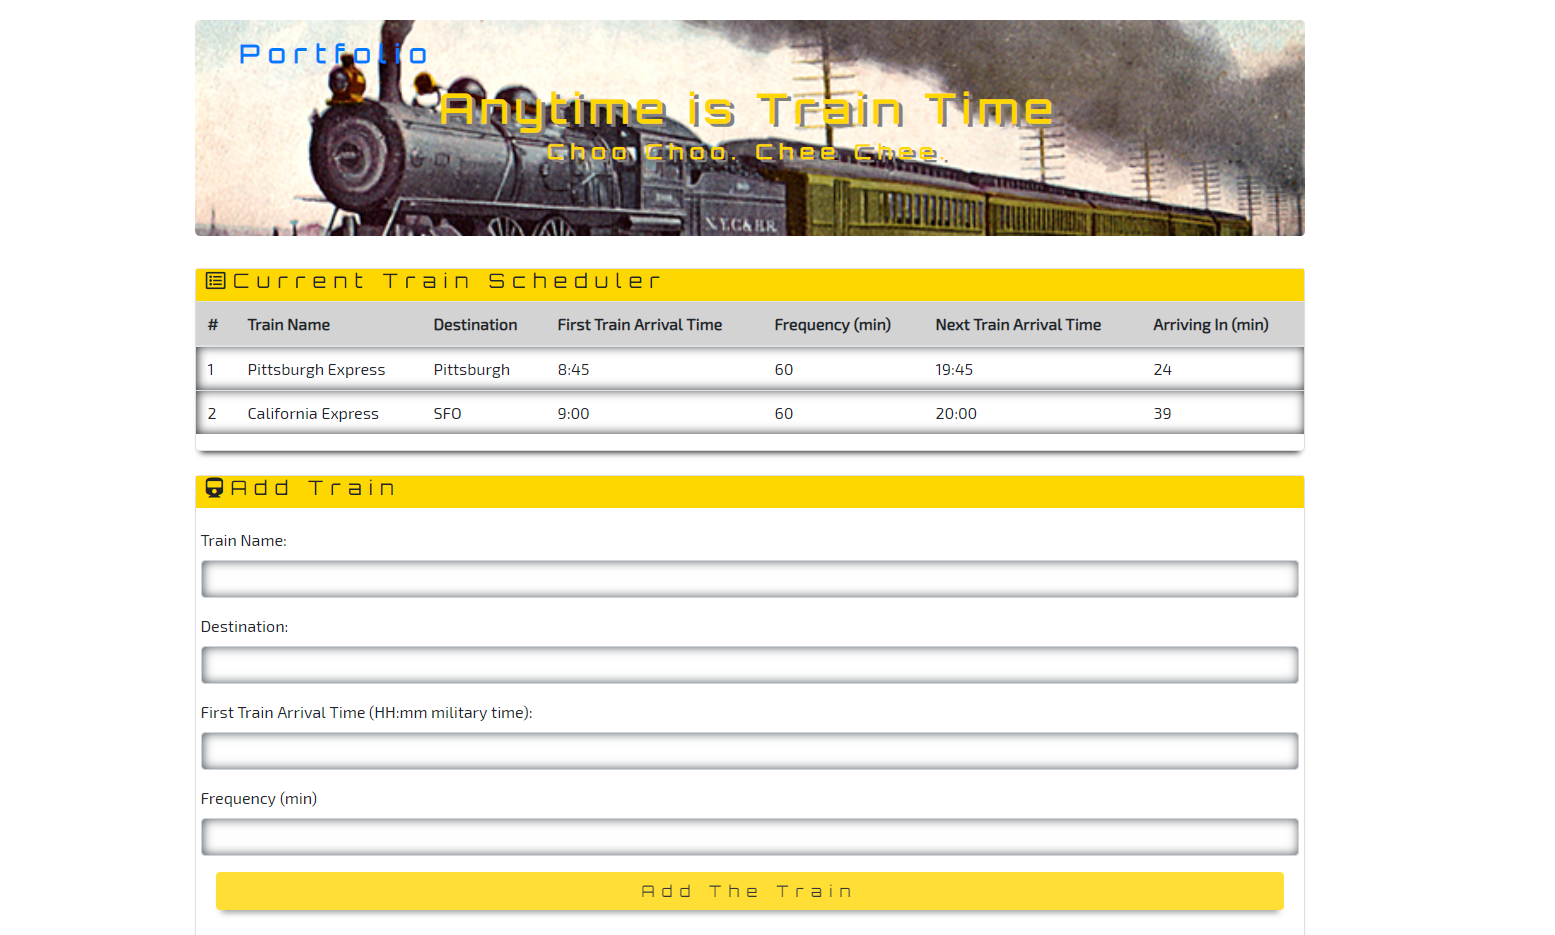 Portfolio
Anytime is Train Time
Choo Choo. Chee Chee.
N.Y.C.& H.R.
Current Train Scheduler
# Train Name Destination First Train Arrival Time Frequency (min) Next Train Arrival Time Arriving In (min)
1 Pittsburgh Express Pittsburgh 8:45 60 19:45 24
2 California Express SFO 9:00 60 20:00 39
Add Train
Train Name:
Destination:
First Train Arrival Time (HH:mm military time):
Frequency (min)
Add The Train